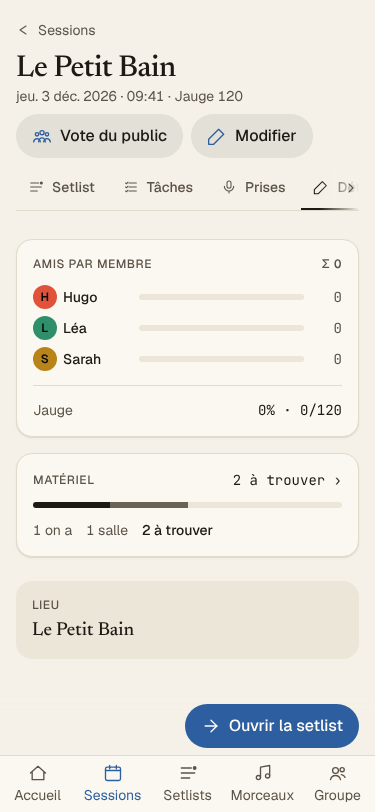 Sessions
Le Petit Bain
jeu. 3 déc. 2026 · 09:41 · Jauge 120
Vote du public
Modifier
Setlist
Tâches
Prises
AMIS PAR MEMBRE
Σ 0
H Hugo 0
L Léa 0
S Sarah 0
Jauge
0% · 0/120
MATÉRIEL
2 à trouver ›
1 on a 1 salle 2 à trouver
LIEU
Le Petit Bain
Ouvrir la setlist
Accueil Sessions Setlists Morceaux Groupe